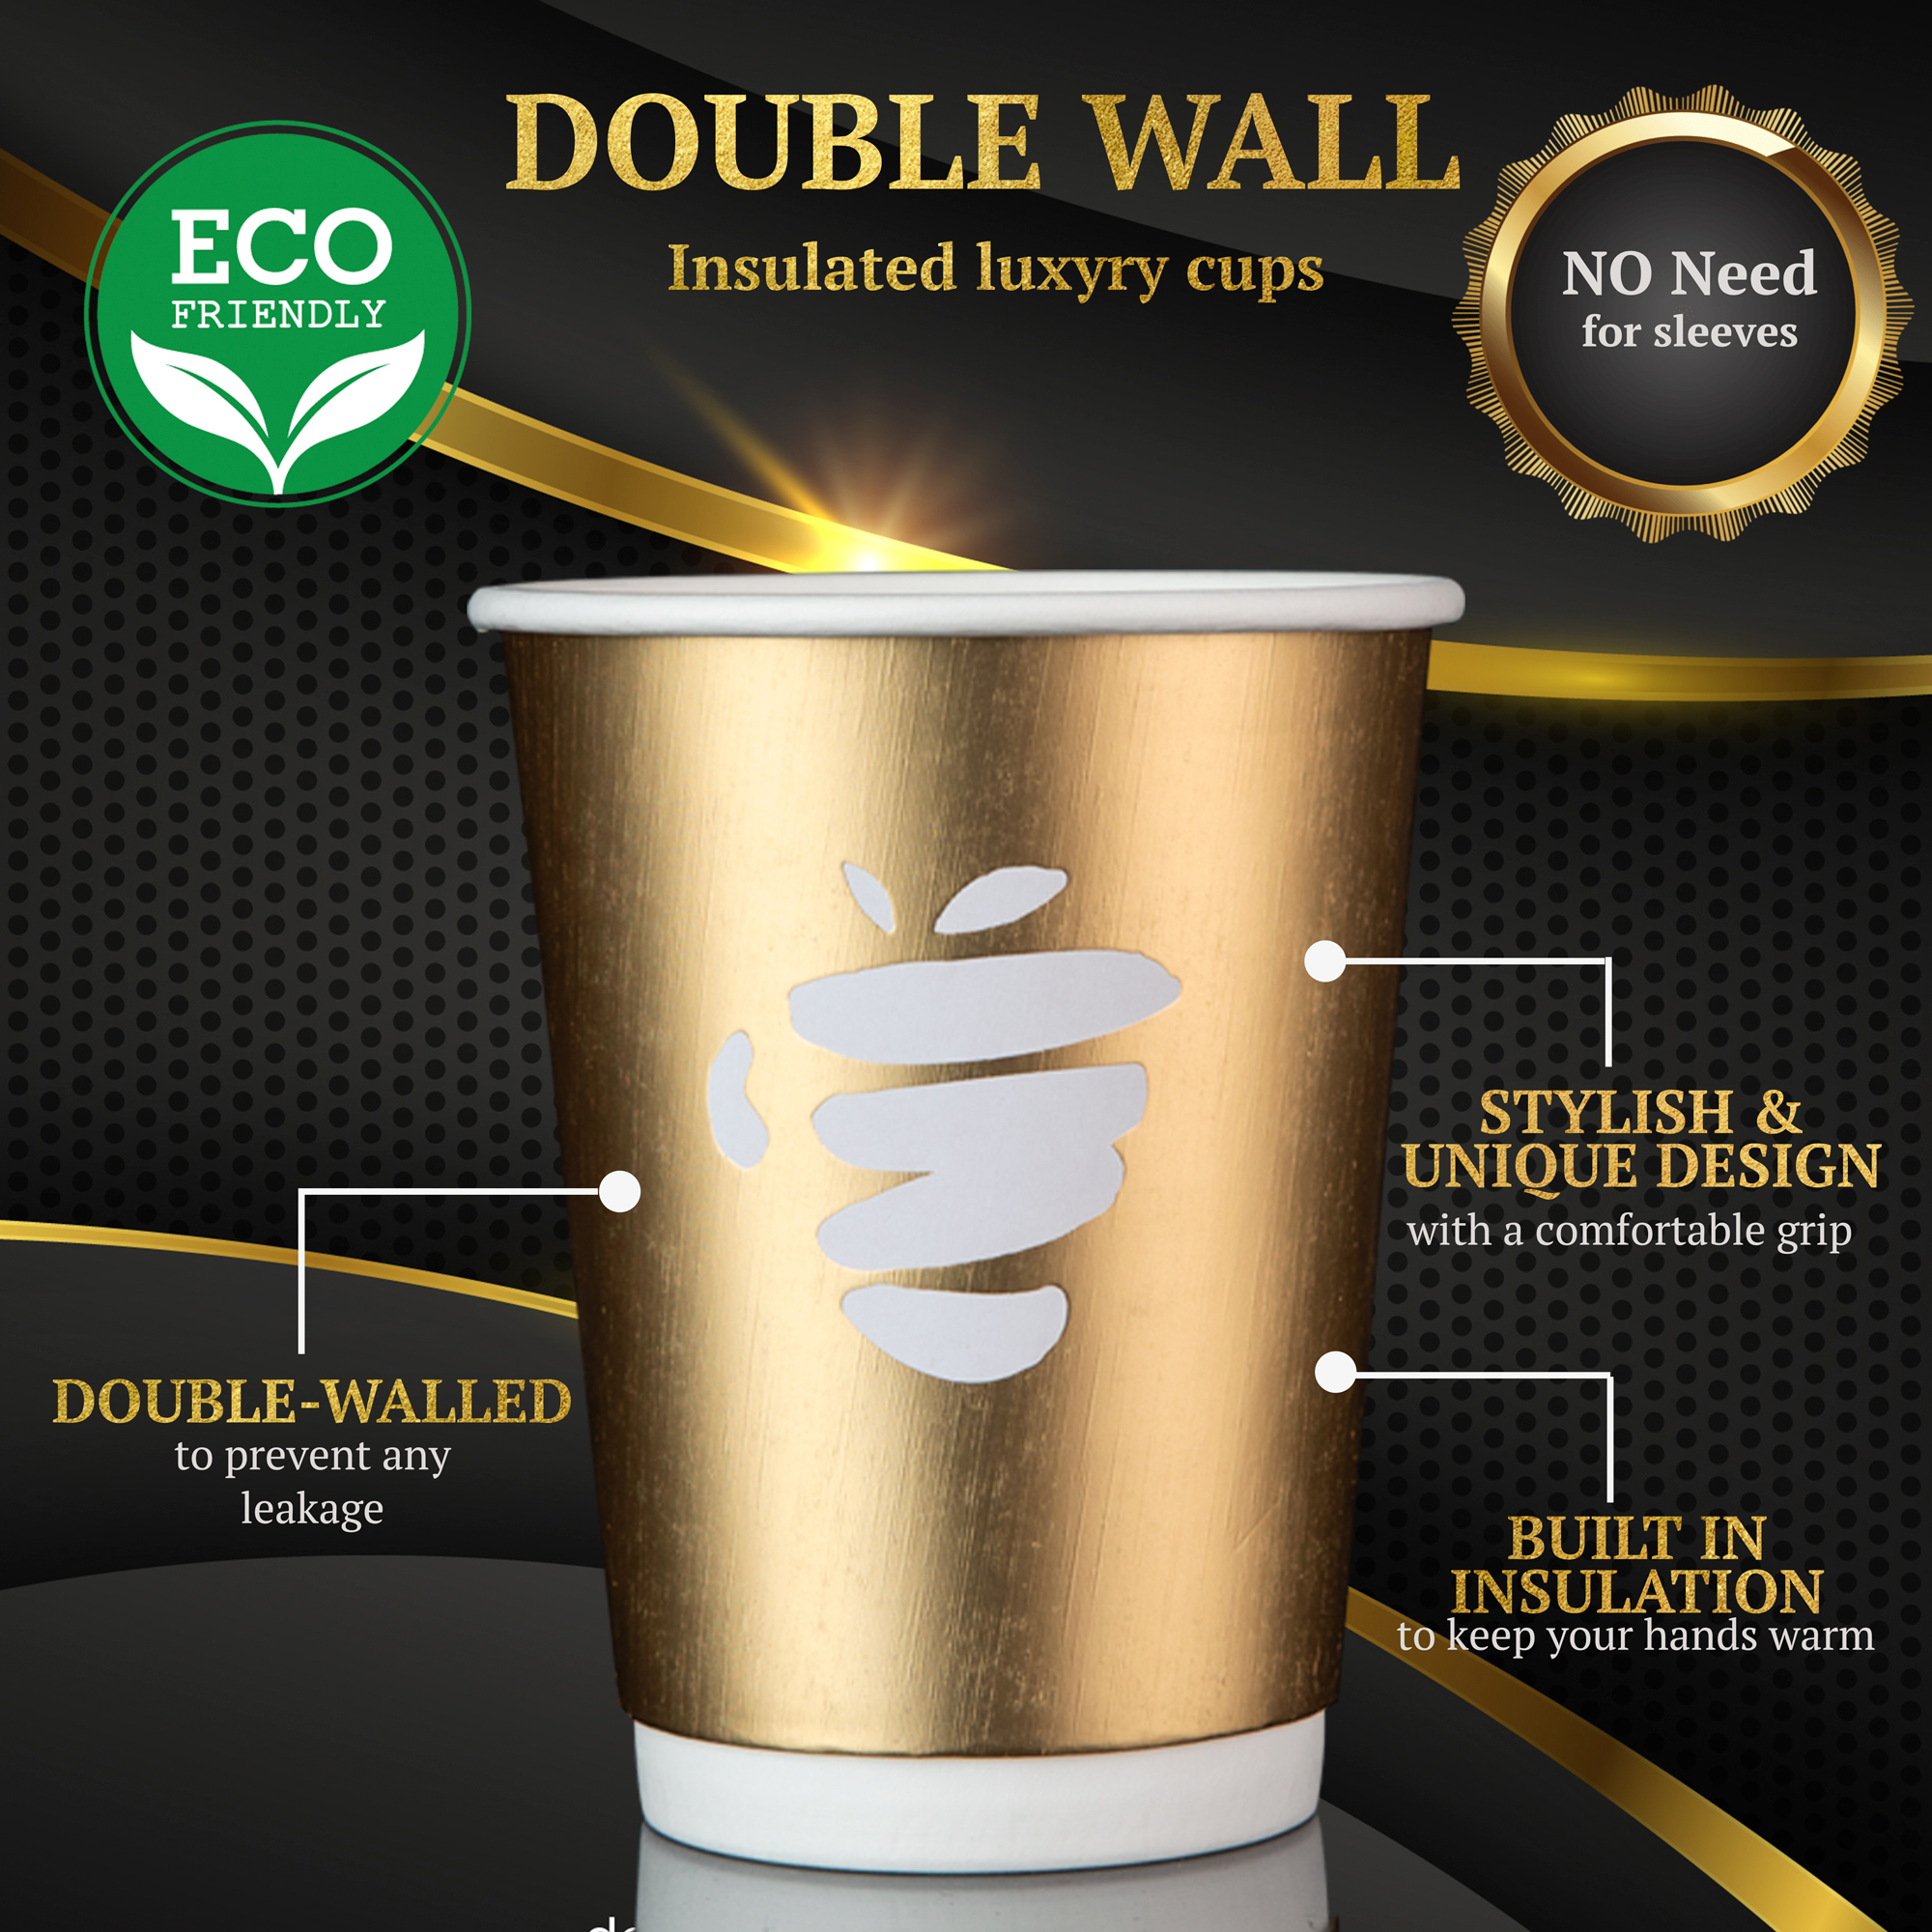 DOUBLE WALL
Insulated luxyry cups
ECO
FRIENDLY
NO Need
for sleeves
STYLISH &
UNIQUE DESIGN
with a comfortable grip
DOUBLE-WALLED
to prevent any
leakage
BUILT IN
INSULATION
to keep your hands warm